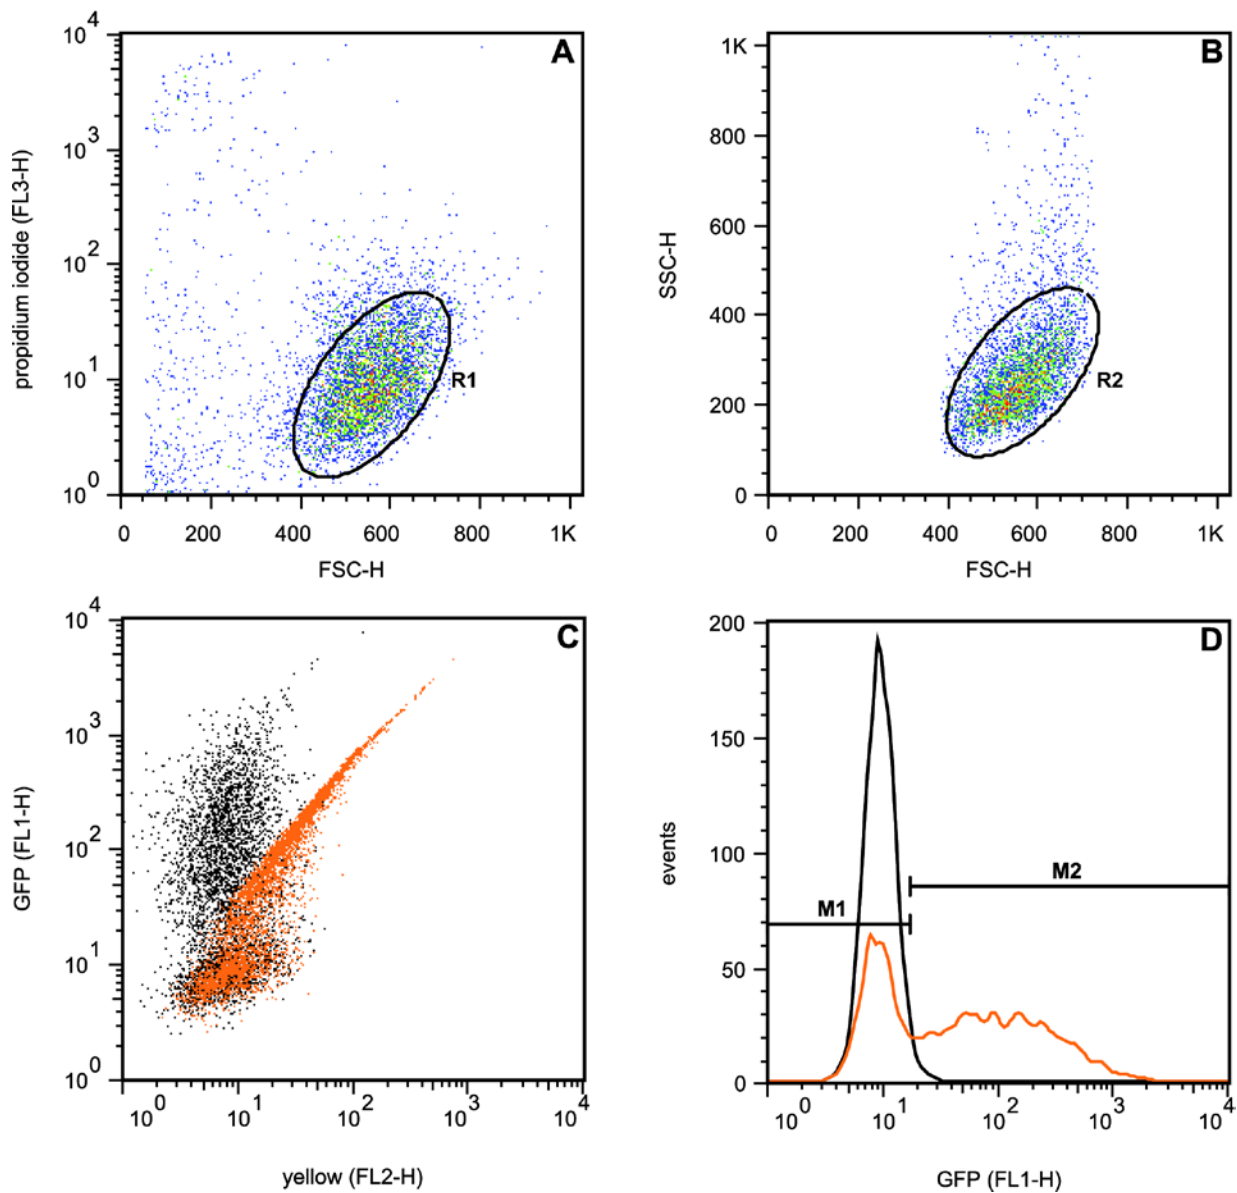 A
propidium iodide (FL3-H)
10^4
10^3
10^2
10^1
10^0
R1
0 200 400 600 800 1K
FSC-H
B
SSC-H
1K
800
600
400
200
0
R2
0 200 400 600 800 1K
FSC-H
C
GFP (FL1-H)
10^4
10^3
10^2
10^1
10^0
10^0 10^1 10^2 10^3 10^4
yellow (FL2-H)
D
events
200
150
100
50
0
M2
M1
10^0 10^1 10^2 10^3 10^4
GFP (FL1-H)